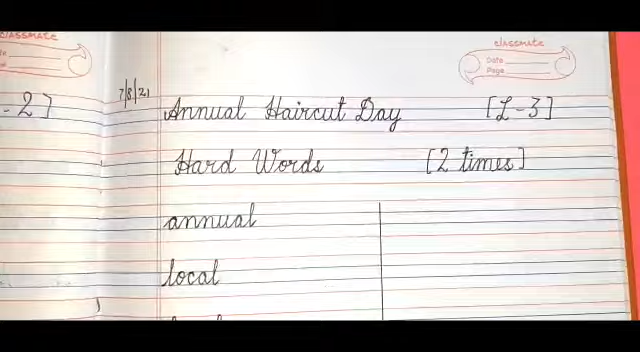 classmate
classmate
Date
Page
- 2]
7/8/21
Annual Haircut Day [L-3]
Hard Words [2 times]
annual
local